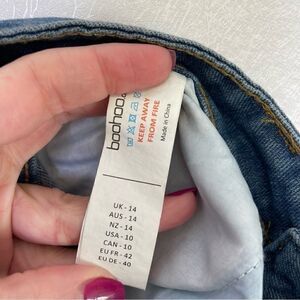 boohoo
KEEP AWAY
FROM FIRE
Made in China
UK - 14
AUS - 14
NZ - 14
USA - 10
CAN - 10
EU FR - 42
EU DE - 40